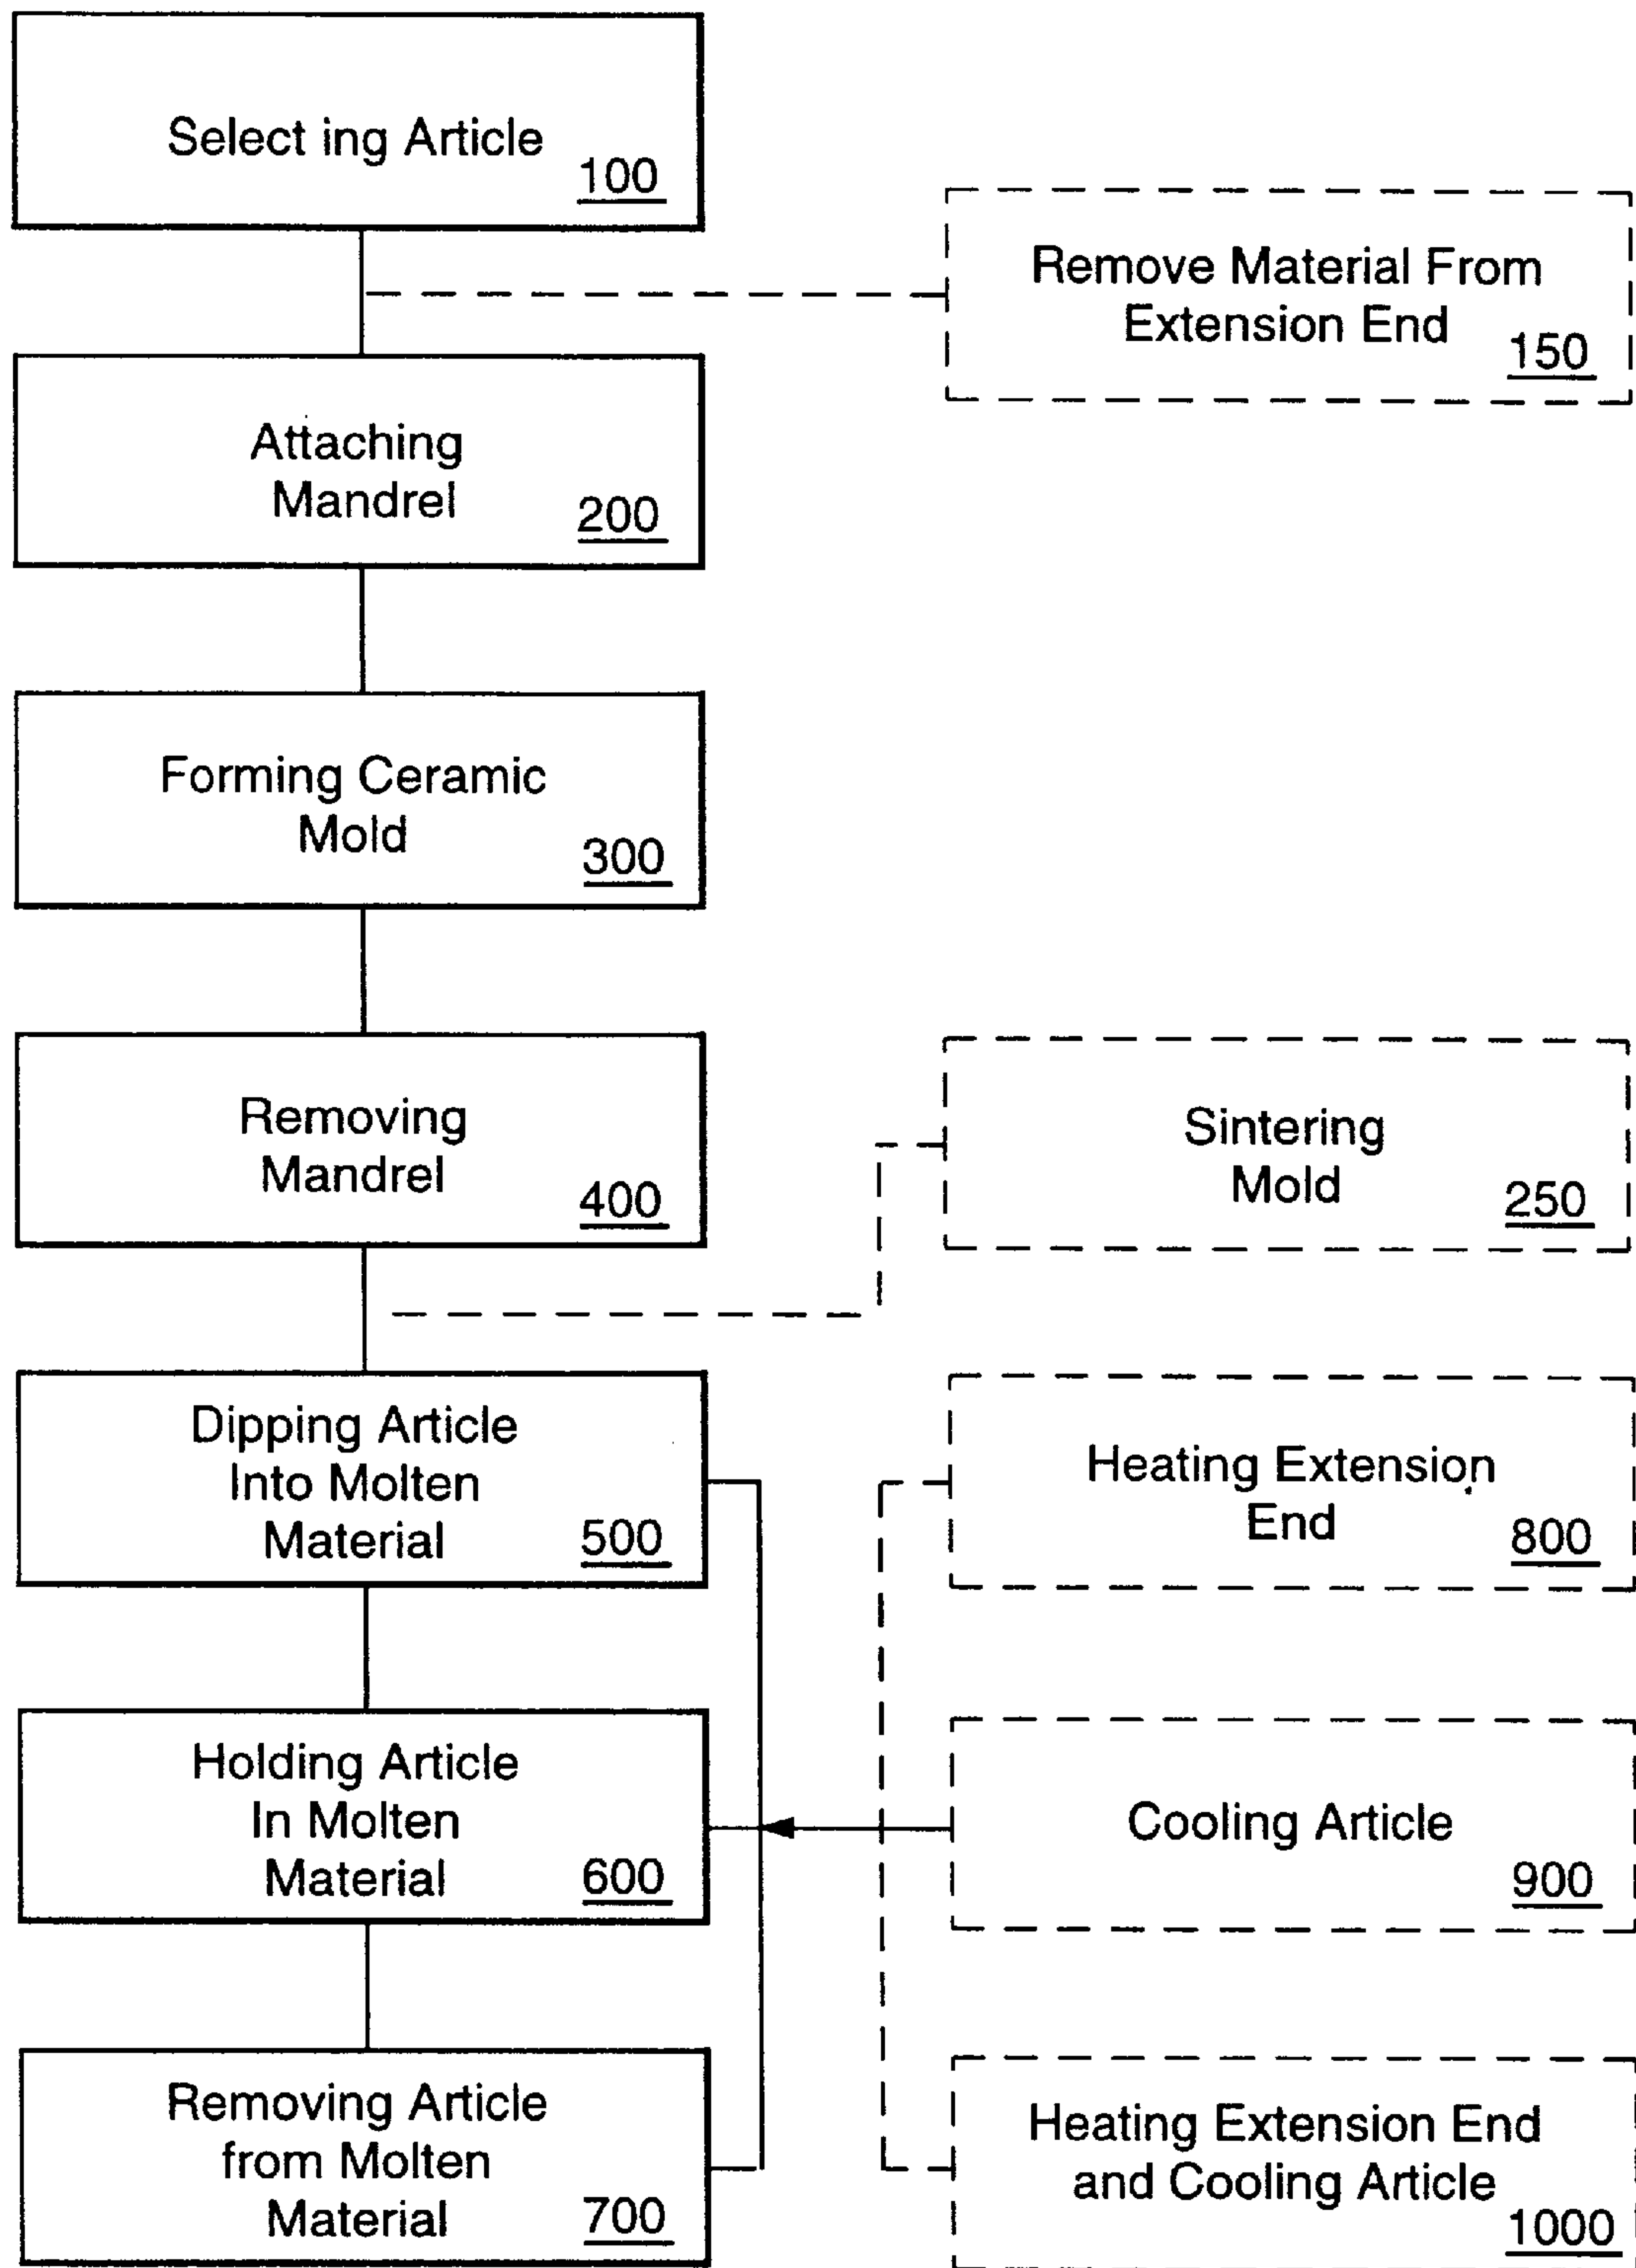 Select ing Article
100
Remove Material From
Extension End
150
Attaching
Mandrel
200
Forming Ceramic
Mold
300
Removing
Mandrel
400
Sintering
Mold
250
Dipping Article
Into Molten
Material
500
Heating Extension
End
800
Holding Article
In Molten
Material
600
Cooling Article
900
Removing Article
from Molten
Material
700
Heating Extension End
and Cooling Article
1000